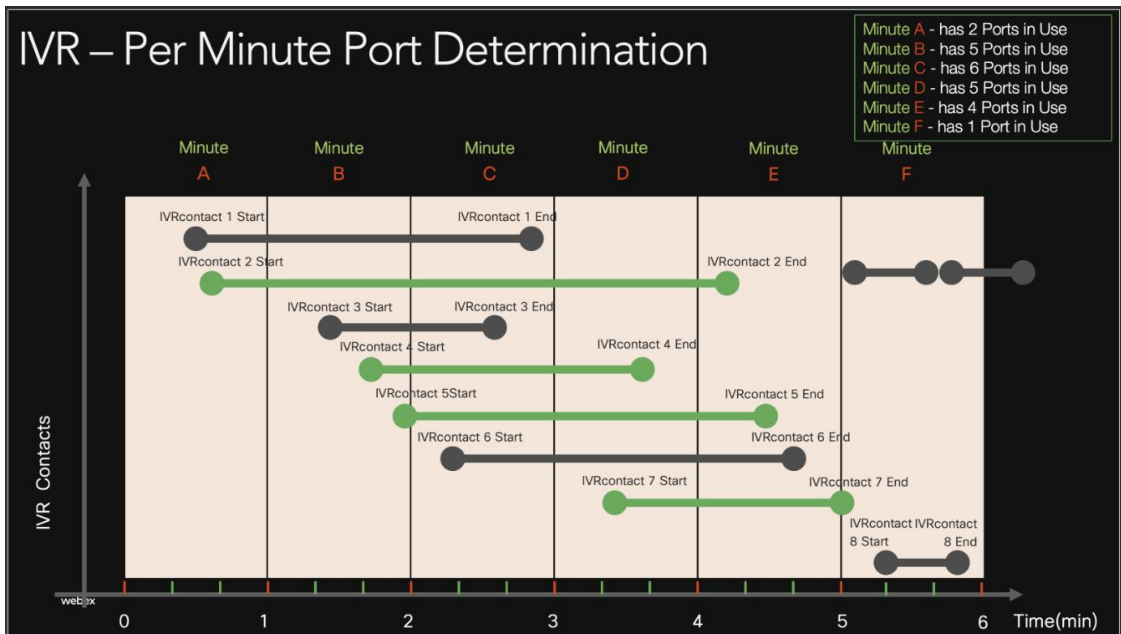 IVR – Per Minute Port Determination
Minute A - has 2 Ports in Use
Minute B - has 5 Ports in Use
Minute C - has 6 Ports in Use
Minute D - has 5 Ports in Use
Minute E - has 4 Ports in Use
Minute F - has 1 Port in Use
Minute Minute Minute Minute Minute Minute
A B C D E F
IVRcontact 1 Start IVRcontact 1 End
IVRcontact 2 Start IVRcontact 2 End
IVRcontact 3 Start IVRcontact 3 End
IVRcontact 4 Start IVRcontact 4 End
IVRcontact 5Start IVRcontact 5 End
IVRcontact 6 Start IVRcontact 6 End
IVRcontact 7 Start IVRcontact 7 End
IVRcontact IVRcontact
8 Start 8 End
IVR Contacts
webex
0 1 2 3 4 5 6 Time(min)